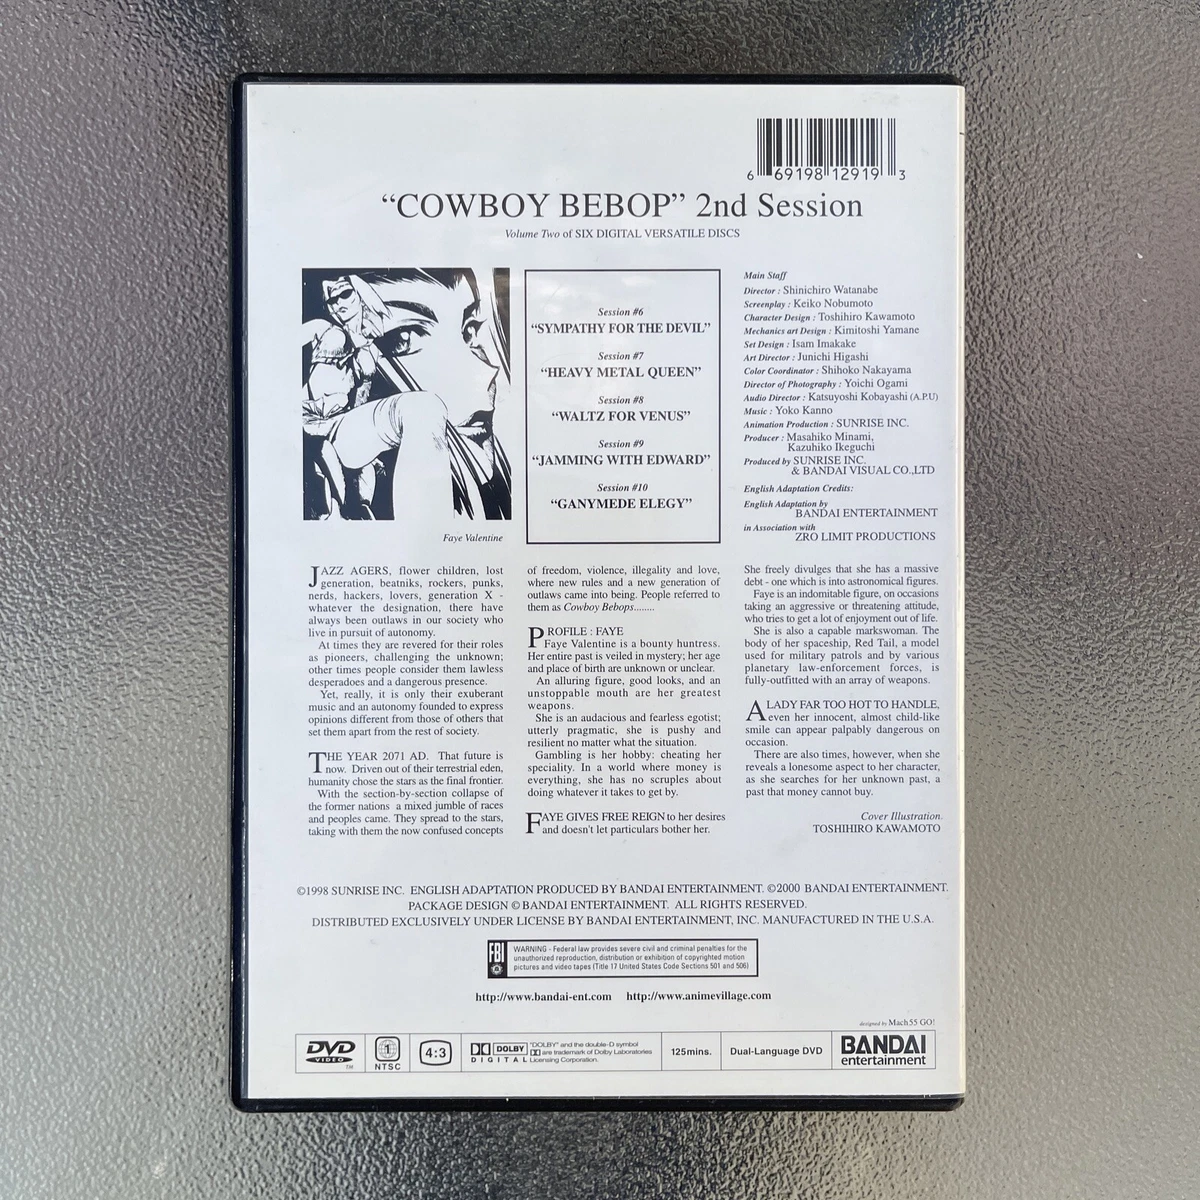 6 69198 12919 3
“COWBOY BEBOP” 2nd Session
Volume Two of SIX DIGITAL VERSATILE DISCS
Faye Valentine
Session #6
“SYMPATHY FOR THE DEVIL”
Session #7
“HEAVY METAL QUEEN”
Session #8
“WALTZ FOR VENUS”
Session #9
“JAMMING WITH EDWARD”
Session #10
“GANYMEDE ELEGY”
Main Staff
Director : Shinichiro Watanabe
Screenplay : Keiko Nobumoto
Character Design : Toshihiro Kawamoto
Mechanics art Design : Kimitoshi Yamane
Set Design : Isam Imakake
Art Director : Junichi Higashi
Color Coordinator : Shihoko Nakayama
Director of Photography : Yoichi Ogami
Audio Director : Katsuyoshi Kobayashi (A.P.U)
Music : Yoko Kanno
Animation Production : SUNRISE INC.
Producer : Masahiko Minami,
Kazuhiko Ikeguchi
Produced by SUNRISE INC.
& BANDAI VISUAL CO.,LTD
English Adaptation Credits:
English Adaptation by
BANDAI ENTERTAINMENT
in Association with
ZRO LIMIT PRODUCTIONS
JAZZ AGERS, flower children, lost
generation, beatniks, rockers, punks,
nerds, hackers, lovers, generation X -
whatever the designation, there have
always been outlaws in our society who
live in pursuit of autonomy.
At times they are revered for their roles
as pioneers, challenging the unknown;
other times people consider them lawless
desperadoes and a dangerous presence.
Yet, really, it is only their exuberant
music and an autonomy founded to express
opinions different from those of others that
set them apart from the rest of society.
THE YEAR 2071 AD. That future is
now. Driven out of their terrestrial eden,
humanity chose the stars as the final frontier.
With the section-by-section collapse of
the former nations a mixed jumble of races
and peoples came. They spread to the stars,
taking with them the now confused concepts
of freedom, violence, illegality and love,
where new rules and a new generation of
outlaws came into being. People referred to
them as Cowboy Bebops........
PROFILE : FAYE
Faye Valentine is a bounty huntress.
Her entire past is veiled in mystery; her age
and place of birth are unknown or unclear.
An alluring figure, good looks, and an
unstoppable mouth are her greatest
weapons.
She is an audacious and fearless egotist;
utterly pragmatic, she is pushy and
resilient no matter what the situation.
Gambling is her hobby: cheating her
speciality. In a world where money is
everything, she has no scruples about
doing whatever it takes to get by.
FAYE GIVES FREE REIGN to her desires
and doesn't let particulars bother her.
She freely divulges that she has a massive
debt - one which is into astronomical figures.
Faye is an indomitable figure, on occasions
taking an aggressive or threatening attitude,
who tries to get a lot of enjoyment out of life.
She is also a capable markswoman. The
body of her spaceship, Red Tail, a model
used for military patrols and by various
planetary law-enforcement forces, is
fully-outfitted with an array of weapons.
A LADY FAR TOO HOT TO HANDLE,
even her innocent, almost child-like
smile can appear palpably dangerous on
occasion.
There are also times, however, when she
reveals a lonesome aspect to her character,
as she searches for her unknown past, a
past that money cannot buy.
Cover Illustration.
TOSHIHIRO KAWAMOTO
©1998 SUNRISE INC. ENGLISH ADAPTATION PRODUCED BY BANDAI ENTERTAINMENT. ©2000 BANDAI ENTERTAINMENT.
PACKAGE DESIGN © BANDAI ENTERTAINMENT. ALL RIGHTS RESERVED.
DISTRIBUTED EXCLUSIVELY UNDER LICENSE BY BANDAI ENTERTAINMENT, INC. MANUFACTURED IN THE U.S.A.
FBI
WARNING - Federal law provides severe civil and criminal penalties for the
unauthorized reproduction, distribution or exhibition of copyrighted motion
pictures and video tapes (Title 17 United States Code Sections 501 and 506)
http://www.bandai-ent.com http://www.animevillage.com
designed by Mach55 GO!
DVD
VIDEO
TM
1
NTSC
4:3
DOLBY
DIGITAL
"DOLBY" and the double-D symbol
are trademark of Dolby Laboratories
Licensing Corporation.
125mins.
Dual-Language DVD
BANDAI
entertainment